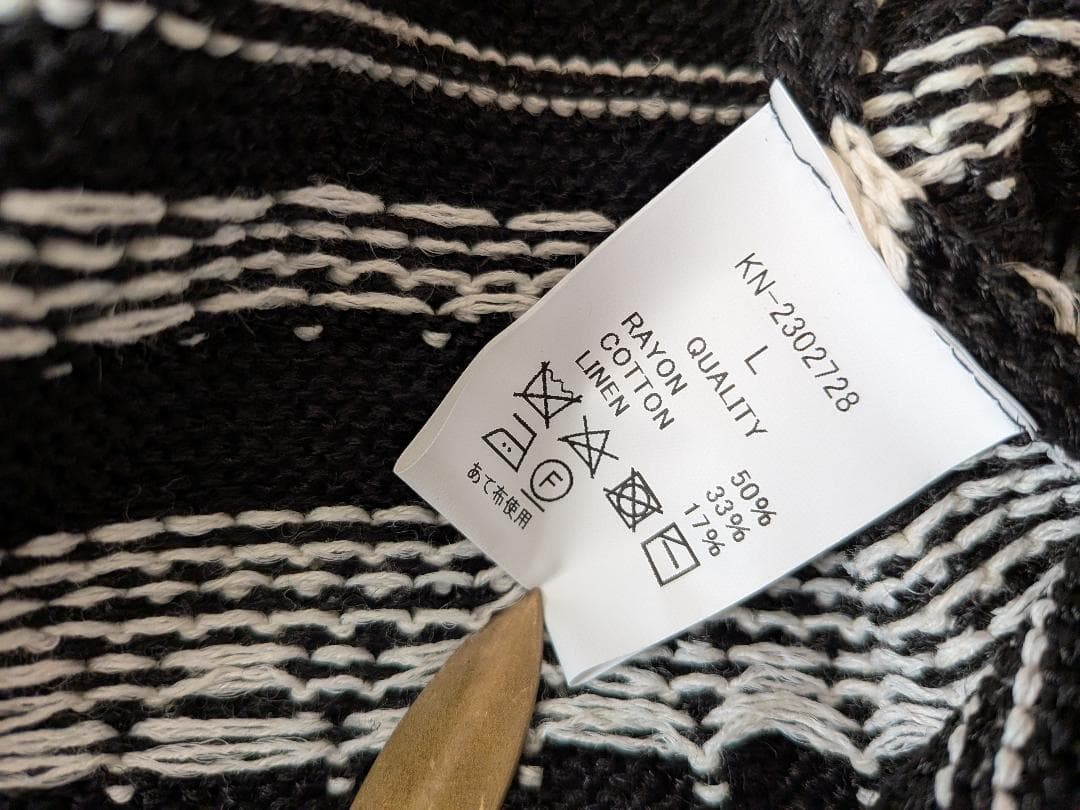 KN-2302728
L
QUALITY
RAYON 50%
COTTON 33%
LINEN 17%
F
あて布使用